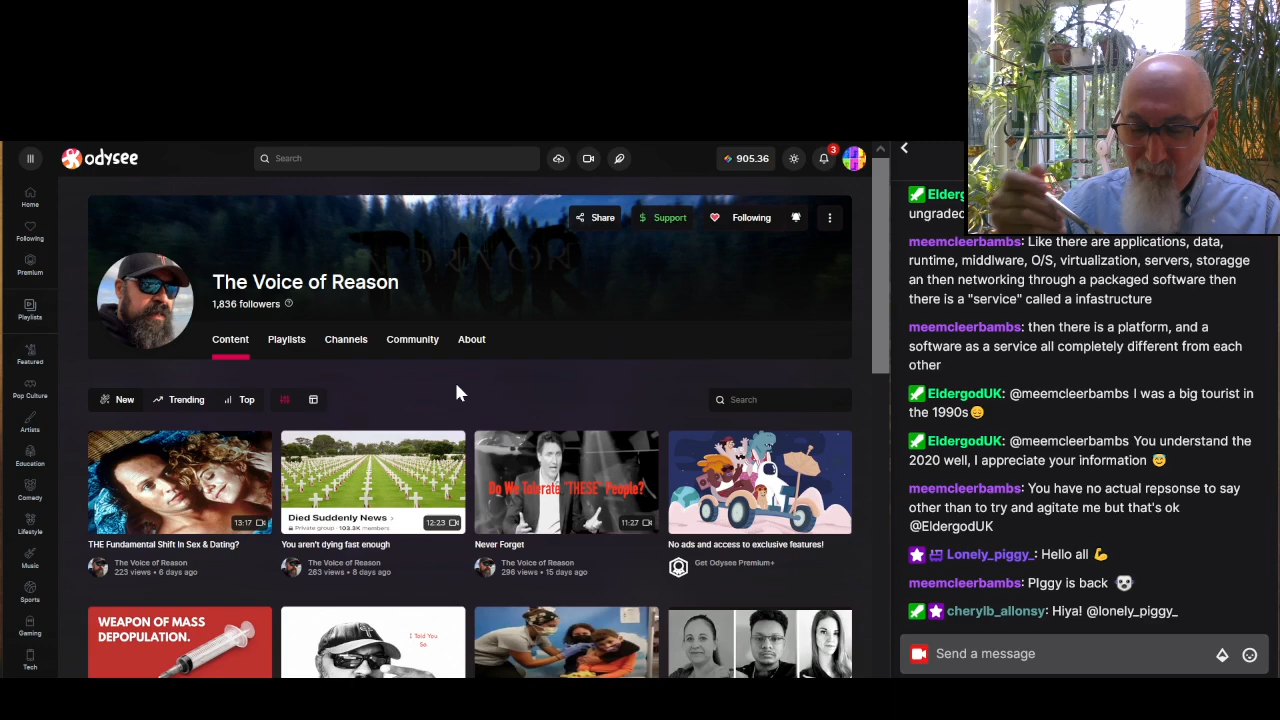 odysee
Search
905.36
3
Home
Following
Premium
Playlists
Featured
Pop Culture
Artists
Education
Comedy
Lifestyle
Music
Sports
Gaming
Tech
TVOR
Share
$ Support
Following
The Voice of Reason
1,836 followers
Content
Playlists
Channels
Community
About
New
Trending
Top
Search
13:17
Died Suddenly News ›
Private group · 103.3K members
12:23
Do We Tolerate "THESE" People?
11:27
THE Fundamental Shift In Sex & Dating?
The Voice of Reason
223 views • 6 days ago
You aren't dying fast enough
The Voice of Reason
263 views • 8 days ago
Never Forget
The Voice of Reason
296 views • 15 days ago
No ads and access to exclusive features!
Get Odysee Premium+
WEAPON OF MASS
DEPOPULATION.
I Told You
So
meemcleerbambs: Like there are applications, data,
runtime, middlware, O/S, virtualization, servers, storagge
an then networking through a packaged software then
there is a "service" called a infastructure
meemcleerbambs: then there is a platform, and a
software as a service all completely different from each
other
EldergodUK: @meemcleerbambs I was a big tourist in
the 1990s😔
EldergodUK: @meemcleerbambs You understand the
2020 well, I appreciate your information 😇
meemcleerbambs: You have no actual repsonse to say
other than to try and agitate me but that's ok
@EldergodUK
Lonely_piggy_: Hello all 💪
meemcleerbambs: PIggy is back
cherylb_allonsy: Hiya! @lonely_piggy_
Send a message